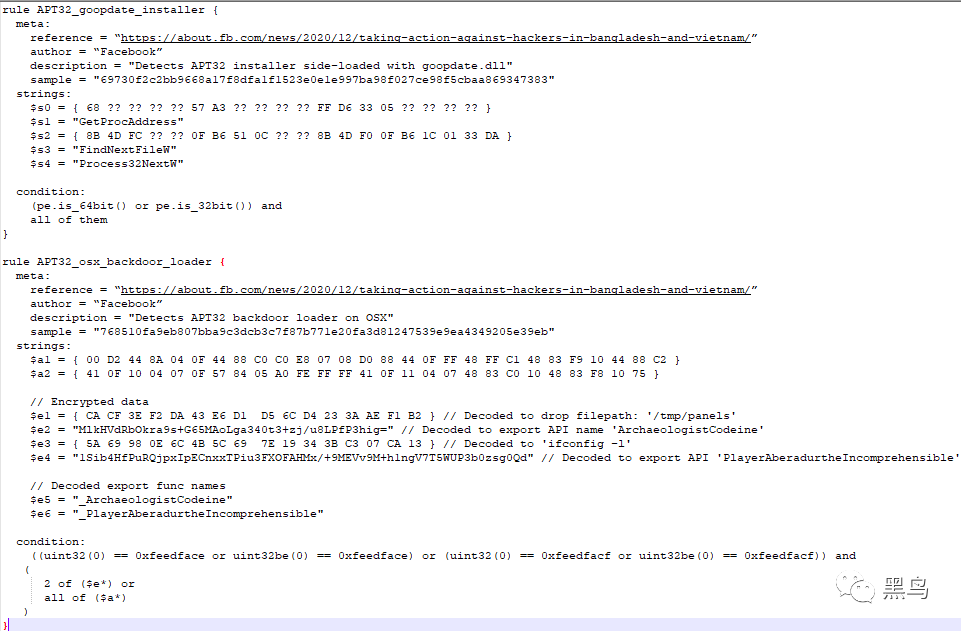 rule APT32_goopdate_installer {
  meta:
    reference = “https://about.fb.com/news/2020/12/taking-action-against-hackers-in-bangladesh-and-vietnam/”
    author = “Facebook”
    description = "Detects APT32 installer side-loaded with goopdate.dll"
    sample = "69730f2c2bb9668a17f8dfa1f1523e0e1e997ba98f027ce98f5cbaa869347383"
  strings:
    $s0 = { 68 ?? ?? ?? ?? 57 A3 ?? ?? ?? ?? FF D6 33 05 ?? ?? ?? ?? }
    $s1 = "GetProcAddress"
    $s2 = { 8B 4D FC ?? ?? 0F B6 51 0C ?? ?? 8B 4D F0 0F B6 1C 01 33 DA }
    $s3 = "FindNextFileW"
    $s4 = "Process32NextW"

  condition:
    (pe.is_64bit() or pe.is_32bit()) and
    all of them
}

rule APT32_osx_backdoor_loader {
  meta:
    reference = “https://about.fb.com/news/2020/12/taking-action-against-hackers-in-bangladesh-and-vietnam/”
    author = “Facebook”
    description = "Detects APT32 backdoor loader on OSX"
    sample = "768510fa9eb807bba9c3dcb3c7f87b771e20fa3d81247539e9ea4349205e39eb"
  strings:
    $a1 = { 00 D2 44 8A 04 0F 44 88 C0 C0 E8 07 08 D0 88 44 0F FF 48 FF C1 48 83 F9 10 44 88 C2 }
    $a2 = { 41 0F 10 04 07 0F 57 84 05 A0 FE FF FF 41 0F 11 04 07 48 83 C0 10 48 83 F8 10 75 }

    // Encrypted data
    $e1 = { CA CF 3E F2 DA 43 E6 D1  D5 6C D4 23 3A AE F1 B2 } // Decoded to drop filepath: '/tmp/panels'
    $e2 = "MlkHVdRbOkra9s+G65MAoLga340t3+zj/u8LPfP3hig=" // Decoded to export API name 'ArchaeologistCodeine'
    $e3 = { 5A 69 98 0E 6C 4B 5C 69  7E 19 34 3B C3 07 CA 13 } // Decoded to 'ifconfig -l'
    $e4 = "1Sib4HfPuRQjpxIpECnxxTPiu3FXOFAHMx/+9MEVv9M+h1ngV7T5WUP3b0zsg0Qd" // Decoded to export API 'PlayerAberadurtheIncomprehensible'

    // Decoded export func names
    $e5 = "_ArchaeologistCodeine"
    $e6 = "_PlayerAberadurtheIncomprehensible"

  condition:
    ((uint32(0) == 0xfeedface or uint32be(0) == 0xfeedface) or (uint32(0) == 0xfeedfacf or uint32be(0) == 0xfeedfacf)) and
    (
      2 of ($e*) or
      all of ($a*)
    )
}
黑鸟